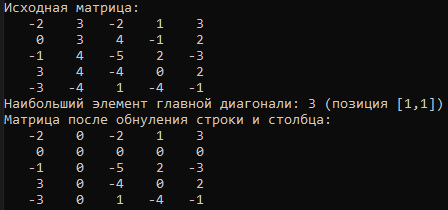 Исходная матрица:
-2 3 -2 1 3
0 3 4 -1 2
-1 4 -5 2 -3
3 4 -4 0 2
-3 -4 1 -4 -1
Наибольший элемент главной диагонали: 3 (позиция [1,1])
Матрица после обнуления строки и столбца:
-2 0 -2 1 3
0 0 0 0 0
-1 0 -5 2 -3
3 0 -4 0 2
-3 0 1 -4 -1